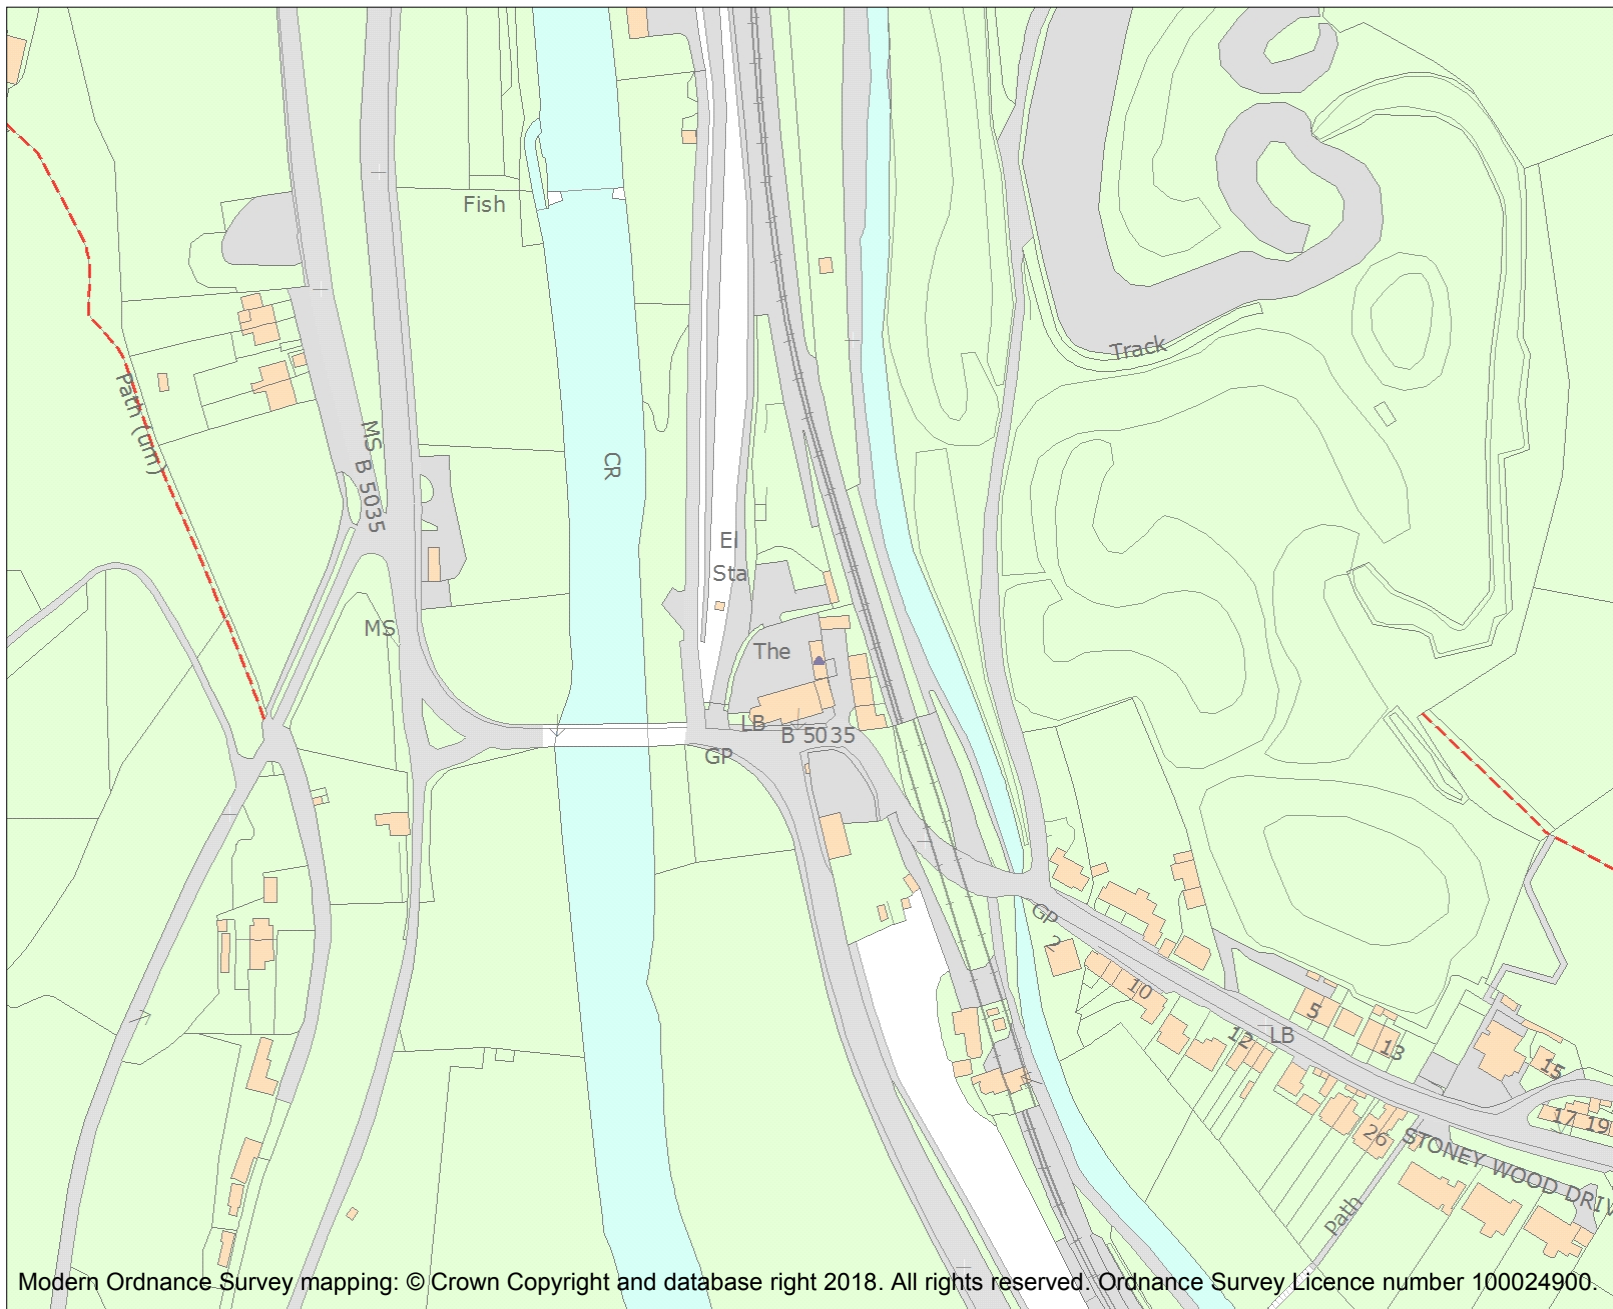 Fish
Track
Path (um)
MS
B 5035
CR
El
Sta
MS
The
LB
B 5035
GP
GP
2
10
5
LB
12
13
15
17 19
26
STONEY WOOD DRIV
Path
Modern Ordnance Survey mapping: © Crown Copyright and database right 2018. All rights reserved. Ordnance Survey Licence number 100024900.